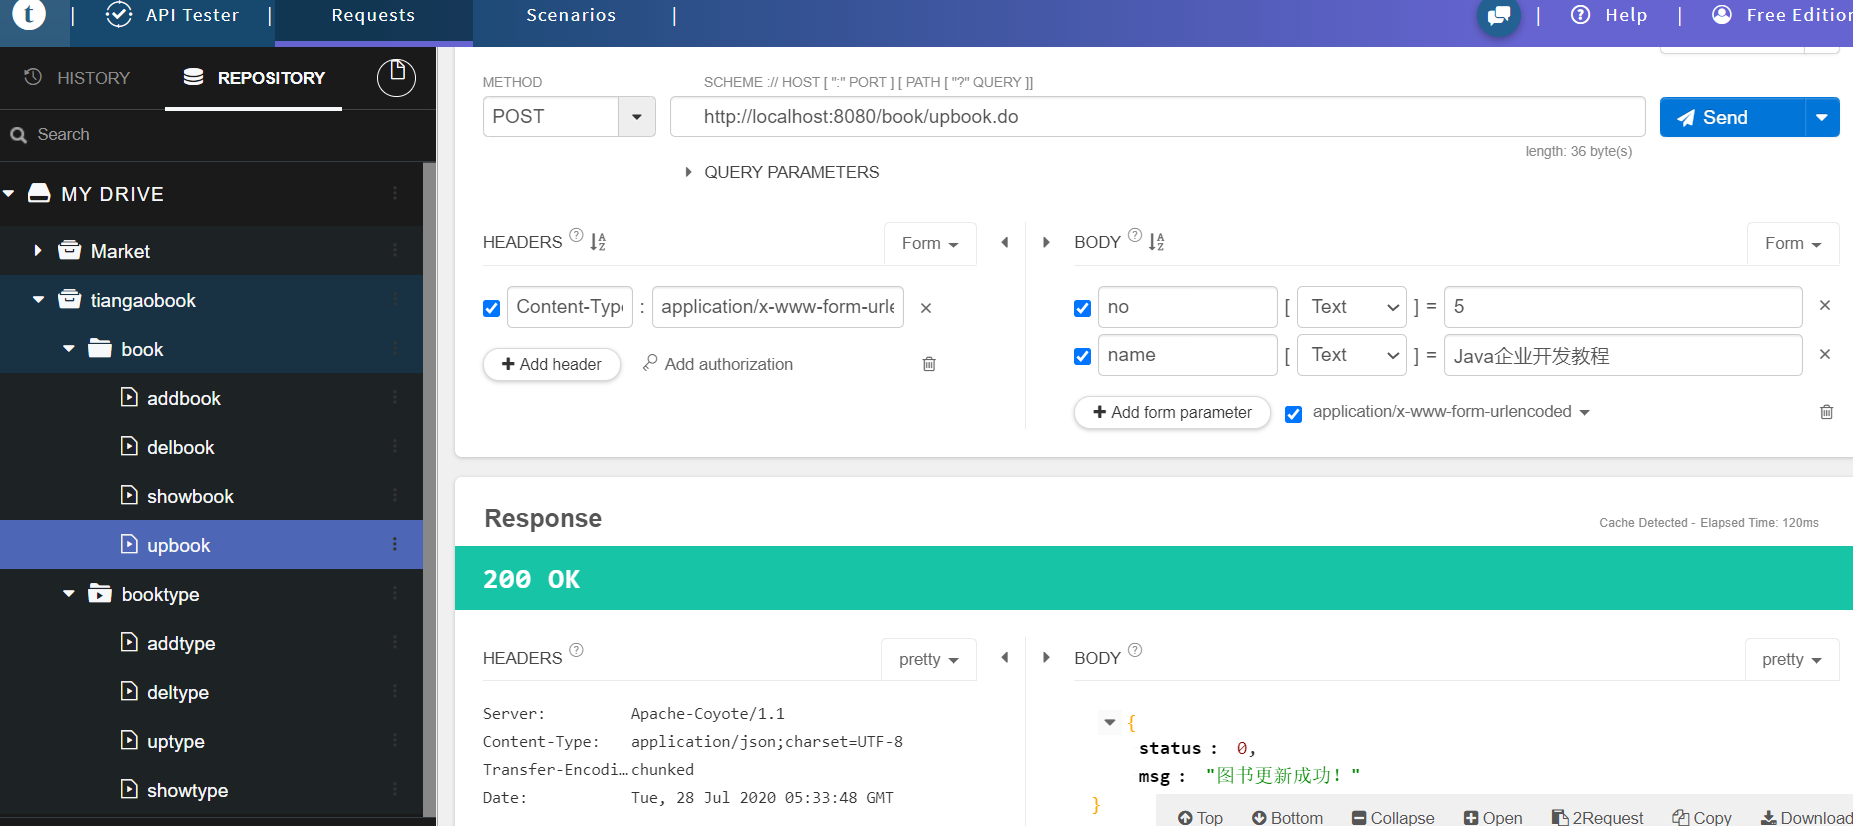 t | API Tester | Requests Scenarios | | Help | Free Edition
HISTORY REPOSITORY
Search
MY DRIVE
Market
tiangaobook
book
addbook
delbook
showbook
upbook
booktype
addtype
deltype
uptype
showtype
METHOD SCHEME :// HOST [ ":" PORT ] [ PATH [ "?" QUERY ]]
POST http://localhost:8080/book/upbook.do Send
length: 36 byte(s)
QUERY PARAMETERS
HEADERS ? Form
Content-Type : application/x-www-form-urle
+ Add header Add authorization
BODY ? Form
no [ Text ] = 5 ×
name [ Text ] = Java企业开发教程 ×
+ Add form parameter application/x-www-form-urlencoded
Response
Cache Detected - Elapsed Time: 120ms
200 OK
HEADERS ? pretty
Server: Apache-Coyote/1.1
Content-Type: application/json;charset=UTF-8
Transfer-Encodi… chunked
Date: Tue, 28 Jul 2020 05:33:48 GMT
BODY ? pretty
{
status : 0,
msg : "图书更新成功！"
}
Top Bottom Collapse Open 2Request Copy Download